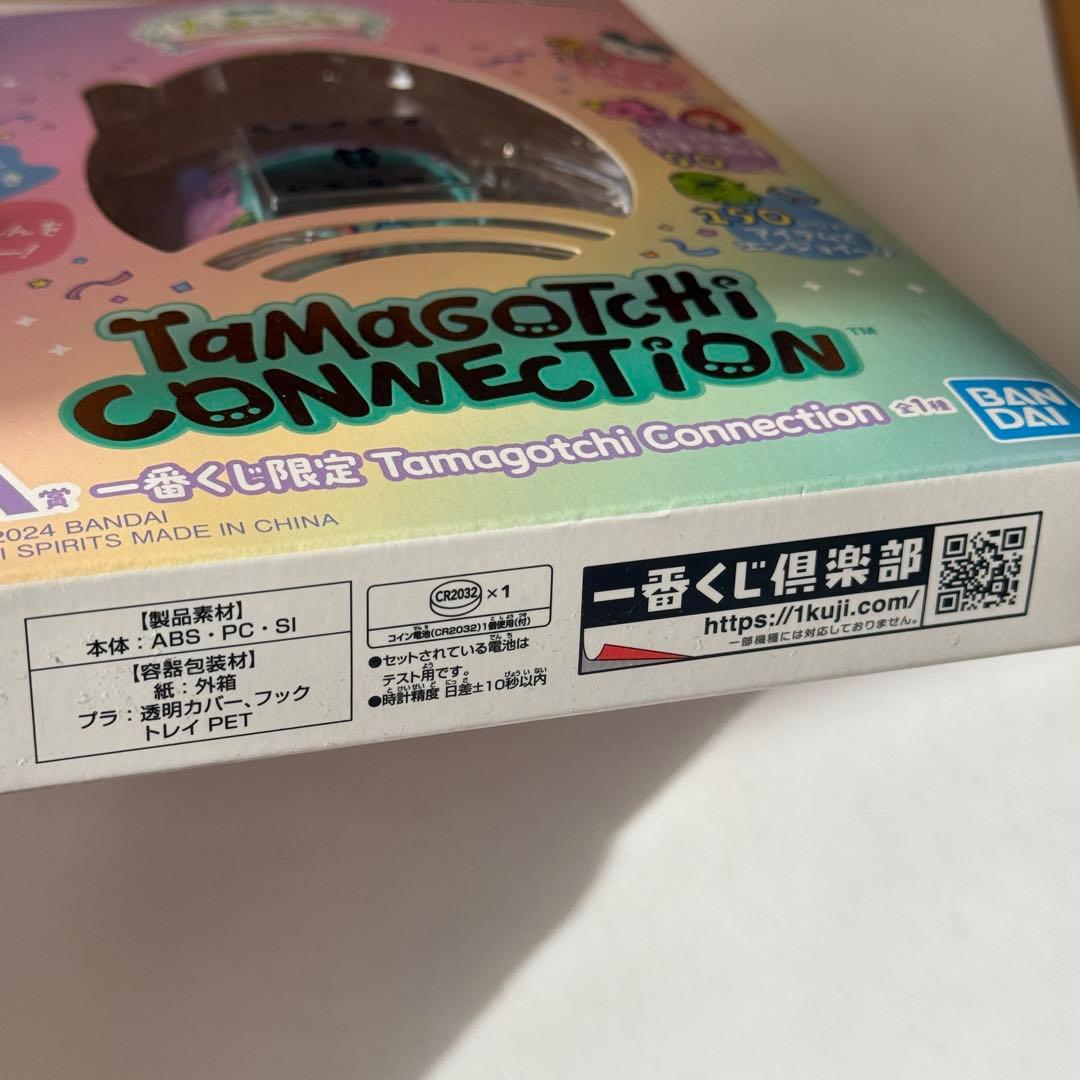 150
TAMAGOTCHI
CONNECTION™
A賞 一番くじ限定 Tamagotchi Connection 全1種
BAN
DAI
2024 BANDAI
I SPIRITS MADE IN CHINA
【製品素材】
本体：ABS・PC・SI
【容器包装材】
紙：外箱
プラ：透明カバー、フック
トレイ PET
CR2032 ×1
コイン電池(CR2032)1個使用(付)
●セットされている電池は
テスト用です。
●時計精度 日差±10秒以内
一番くじ倶楽部
https://1kuji.com/
一部機種には対応しておりません。